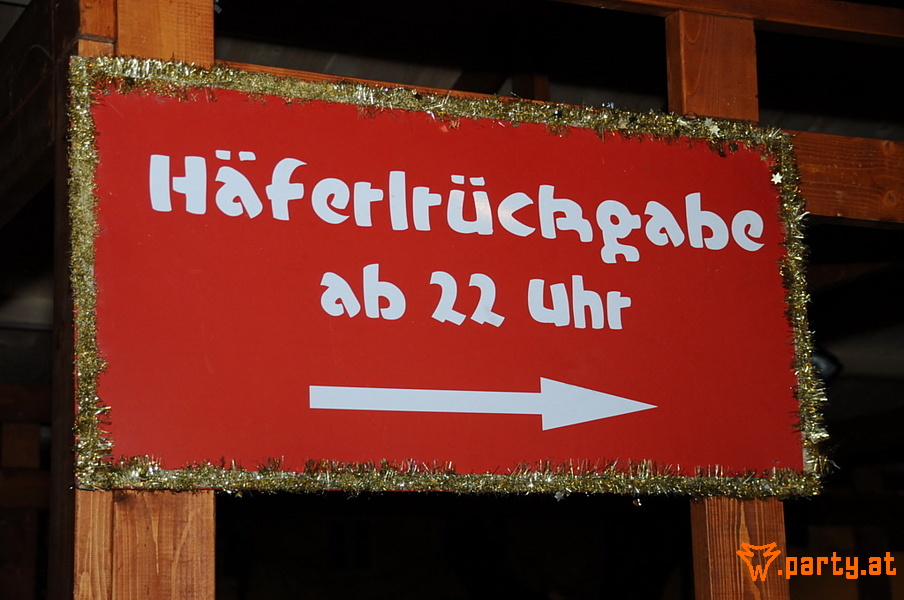 Häferlrückgabe
ab 22 Uhr
.party.at